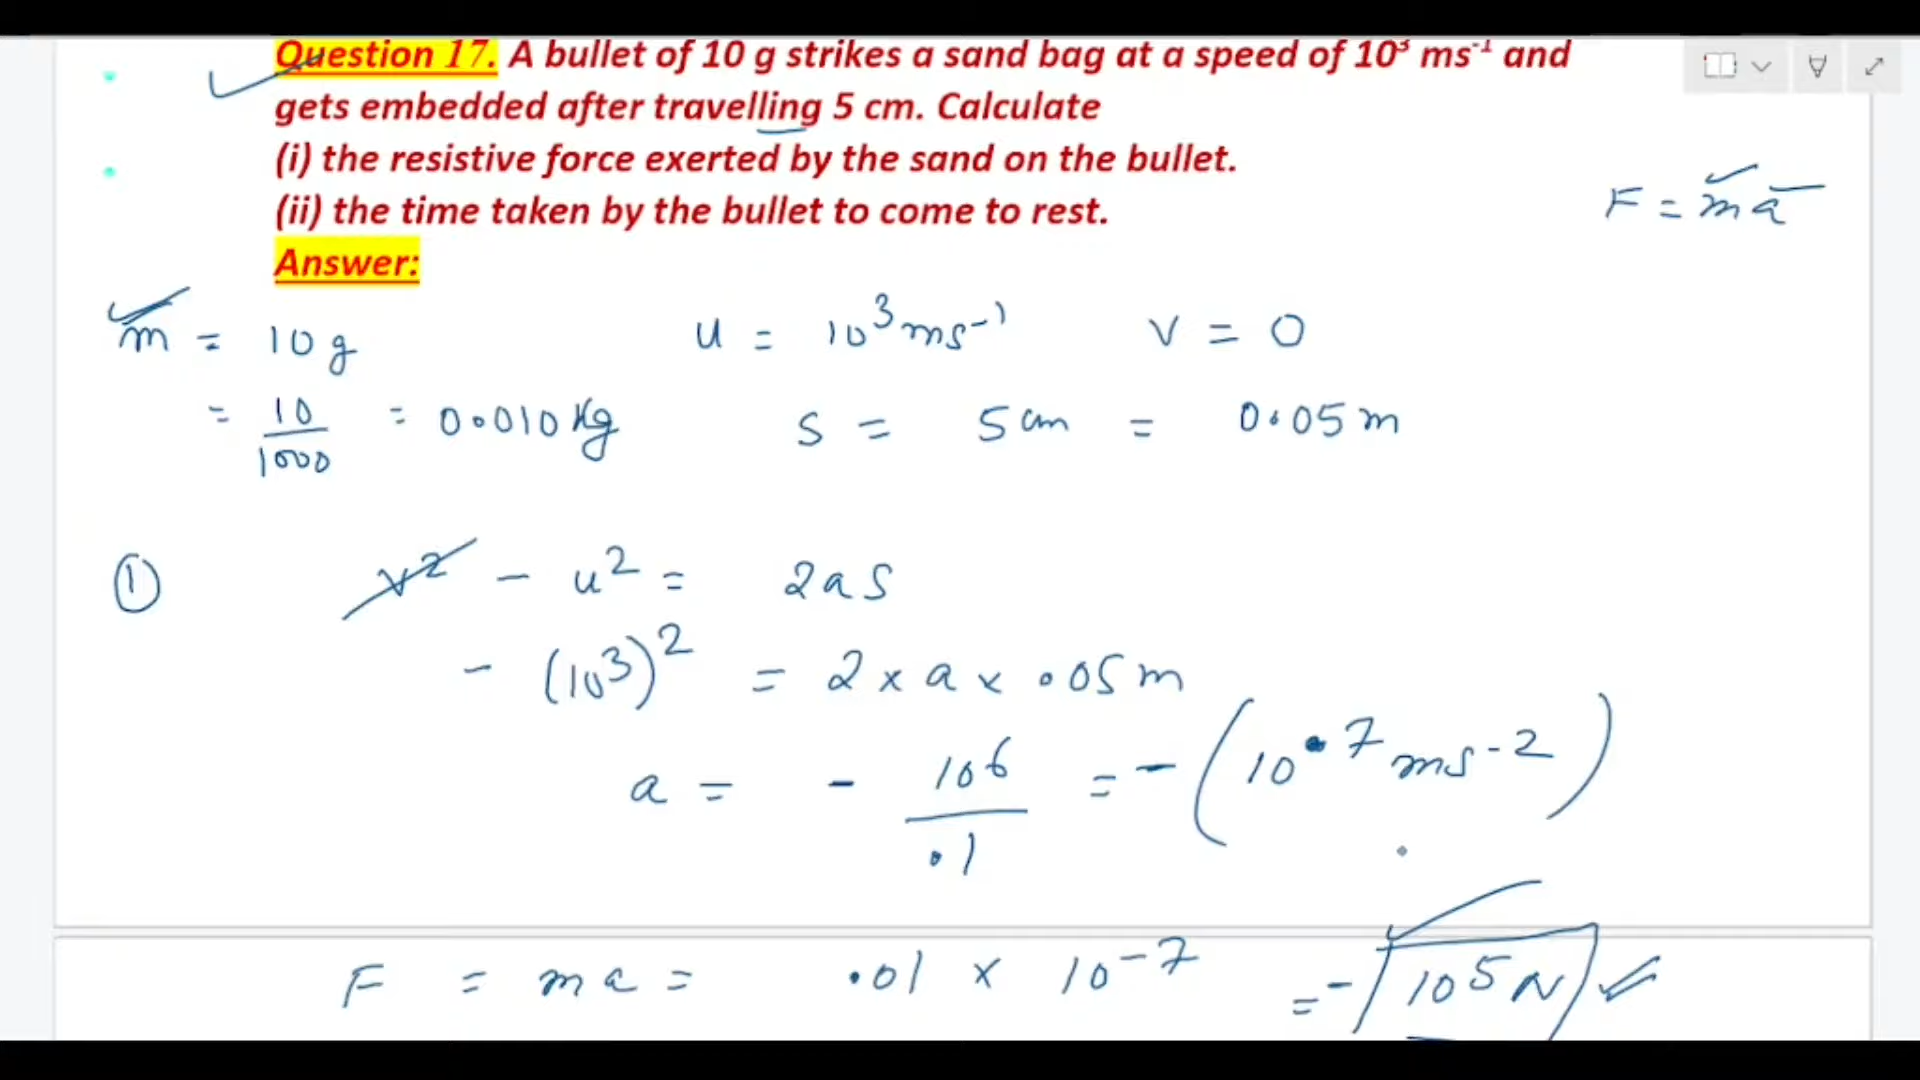 Question 17. A bullet of 10 g strikes a sand bag at a speed of 10³ ms⁻¹ and
gets embedded after travelling 5 cm. Calculate
(i) the resistive force exerted by the sand on the bullet.
(ii) the time taken by the bullet to come to rest.
F = ma
Answer:
m = 10g u = 10³ ms⁻¹ v = 0
= 10/1000 = 0.010 Kg s = 5 cm = 0.05 m
① v² - u² = 2as
- (10³)² = 2 × a × .05 m
a = - 10⁶/.1 = - (10⁷ ms⁻²)
F = ma = .01 × 10⁻⁷ = - 10⁵ N